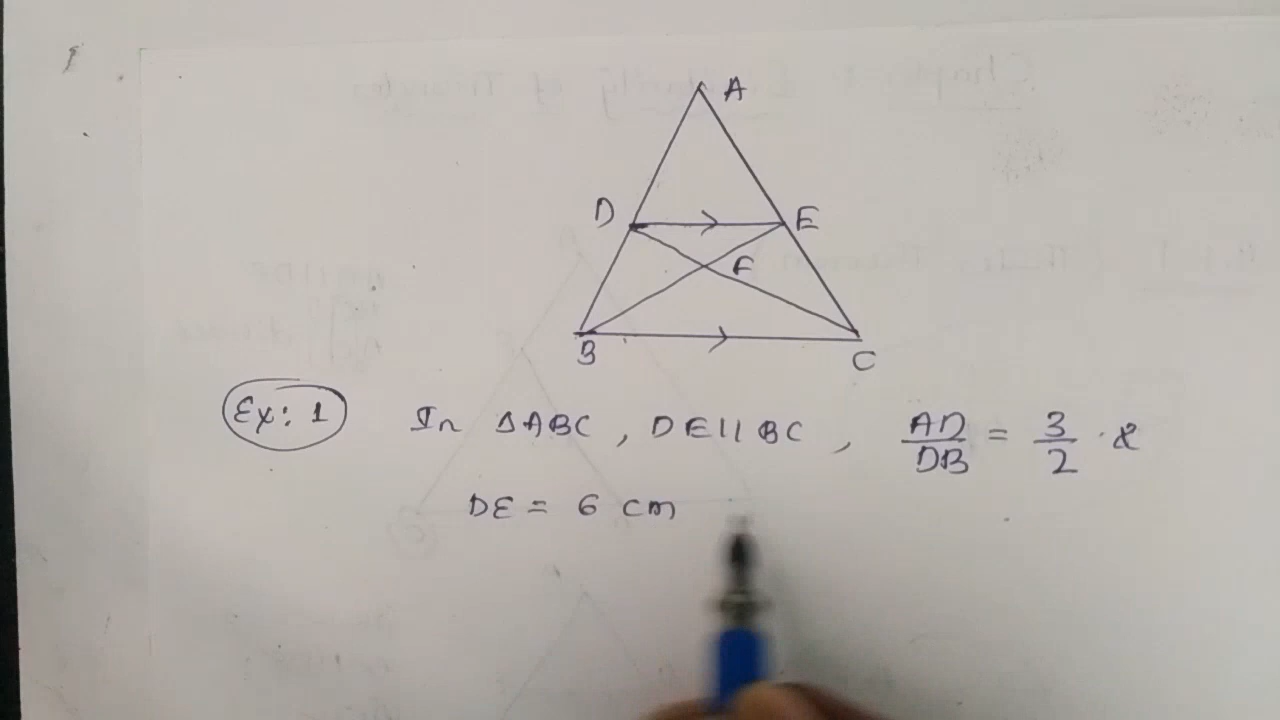 A
D E
F
B C
Ex: 1 In ΔABC, DE||BC, AD/DB = 3/2 . &
DE = 6 cm